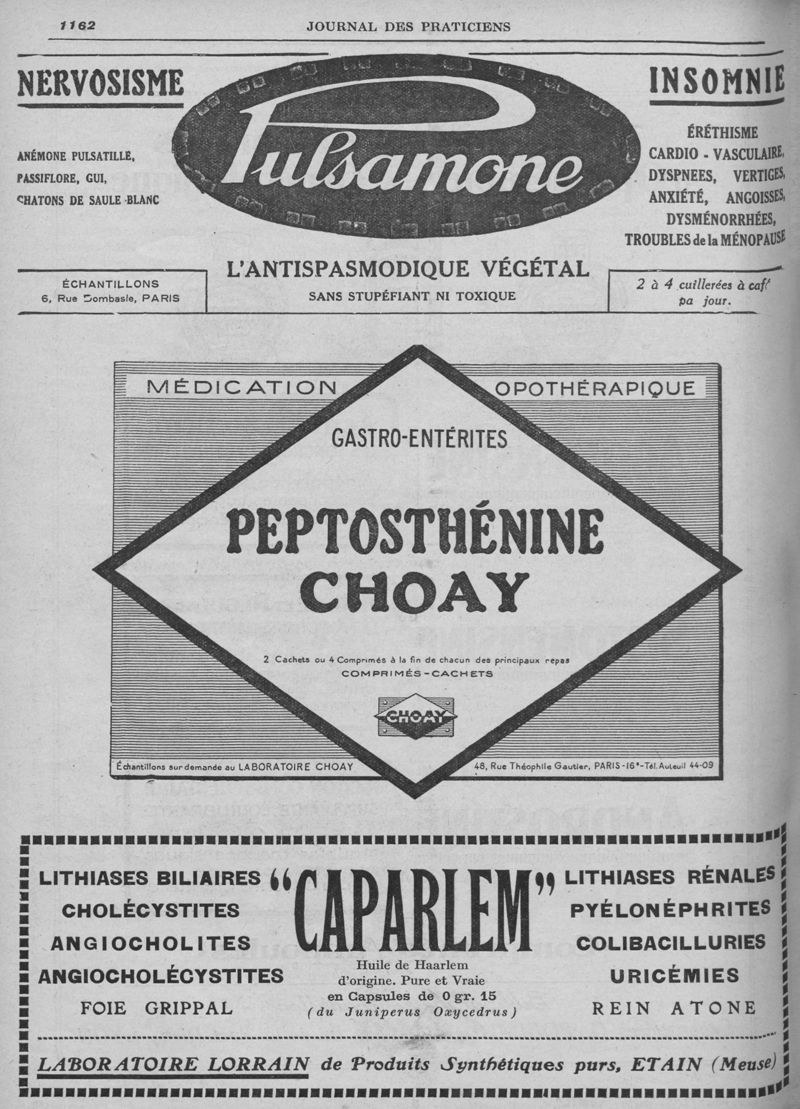 1162
JOURNAL DES PRATICIENS
NERVOSISME
ANÉMONE PULSATILLE,
PASSIFLORE, GUI,
CHATONS DE SAULE BLANC
Pulsamone
INSOMNIE
ÉRÉTHISME
CARDIO - VASCULAIRE,
DYSPNEES, VERTIGES,
ANXIÉTÉ, ANGOISSES,
DYSMÉNORRHÉES,
TROUBLES de la MÉNOPAUSE
L'ANTISPASMODIQUE VÉGÉTAL
SANS STUPÉFIANT NI TOXIQUE
ÉCHANTILLONS
6, Rue Dombasle, PARIS
2 à 4 cuillerées à caf'
pa jour.
MÉDICATION OPOTHÉRAPIQUE
GASTRO-ENTÉRITES
PEPTOSTHÉNINE
CHOAY
2 Cachets ou 4 Comprimés à la fin de chacun des principaux repas
COMPRIMÉS-CACHETS
CHOAY
Échantillons sur demande au LABORATOIRE CHOAY
48, Rue Théophile Gautier, PARIS-16e-Tél. Auteuil 44-09
LITHIASES BILIAIRES
CHOLÉCYSTITES
ANGIOCHOLITES
ANGIOCHOLÉCYSTITES
FOIE GRIPPAL
"CAPARLEM"
Huile de Haarlem
d'origine. Pure et Vraie
en Capsules de 0 gr. 15
(du Juniperus Oxycedrus)
LITHIASES RÉNALES
PYÉLONÉPHRITES
COLIBACILLURIES
URICÉMIES
REIN ATONE
LABORATOIRE LORRAIN de Produits Synthêtiques purs, ETAIN (Meuse)